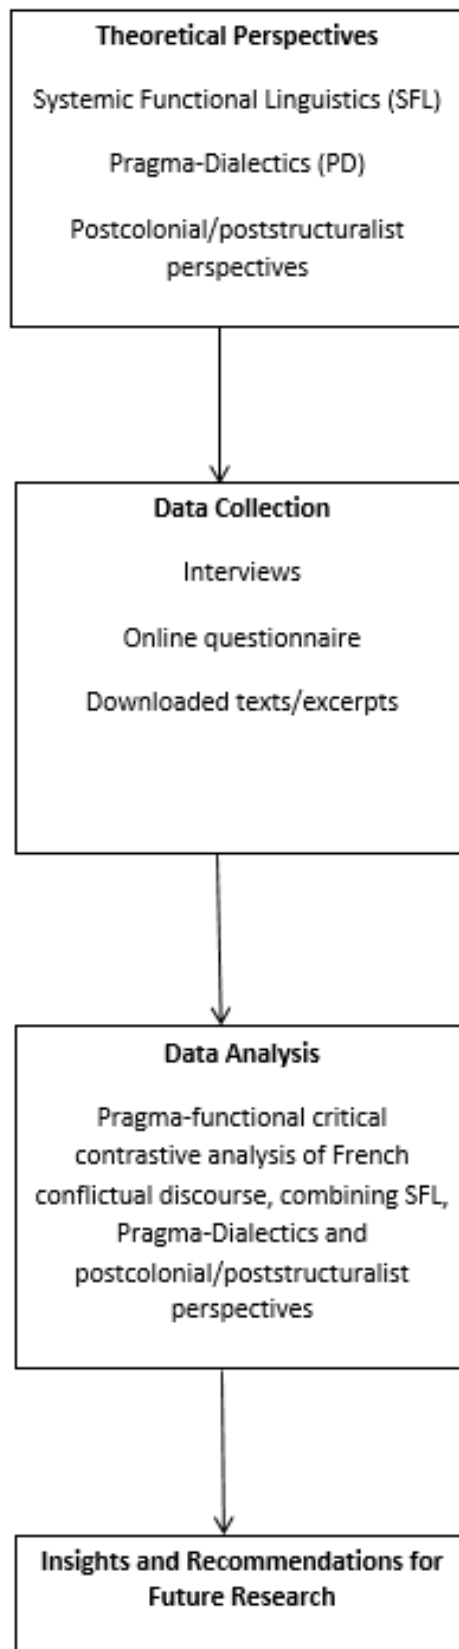 Theoretical Perspectives
Systemic Functional Linguistics (SFL)
Pragma-Dialectics (PD)
Postcolonial/poststructuralist
perspectives
Data Collection
Interviews
Online questionnaire
Downloaded texts/excerpts
Data Analysis
Pragma-functional critical
contrastive analysis of French
conflictual discourse, combining SFL,
Pragma-Dialectics and
postcolonial/poststructuralist
perspectives
Insights and Recommendations for
Future Research